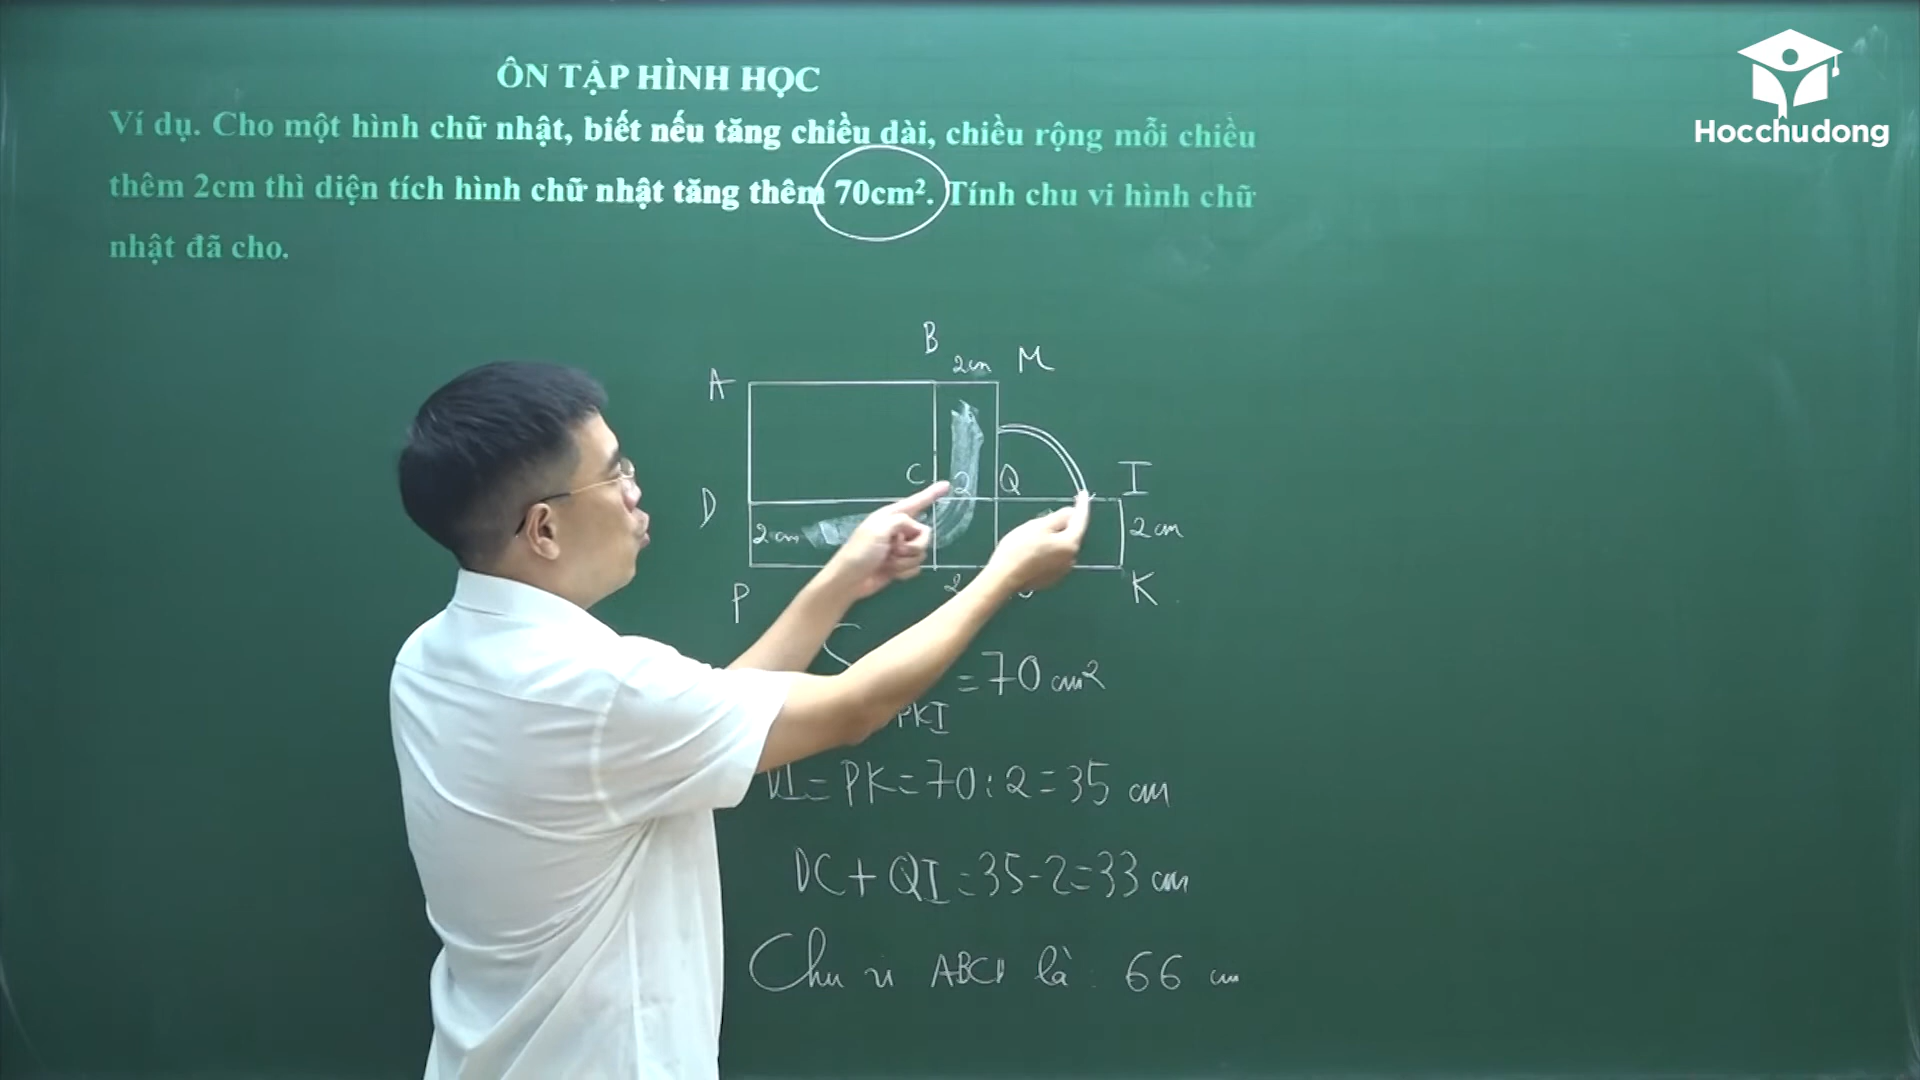 Hocchudong
ÔN TẬP HÌNH HỌC
Ví dụ. Cho một hình chữ nhật, biết nếu tăng chiều dài, chiều rộng mỗi chiều
thêm 2cm thì diện tích hình chữ nhật tăng thêm 70cm². Tính chu vi hình chữ
nhật đã cho.
B
2cm
M
A
C
2
Q
I
D
2cm
2cm
P
2
K
S
= 70 cm²
PKI
= PK = 70 : 2 = 35 cm
DC + QI = 35 - 2 = 33 cm
Chu vi ABCD là : 66 cm